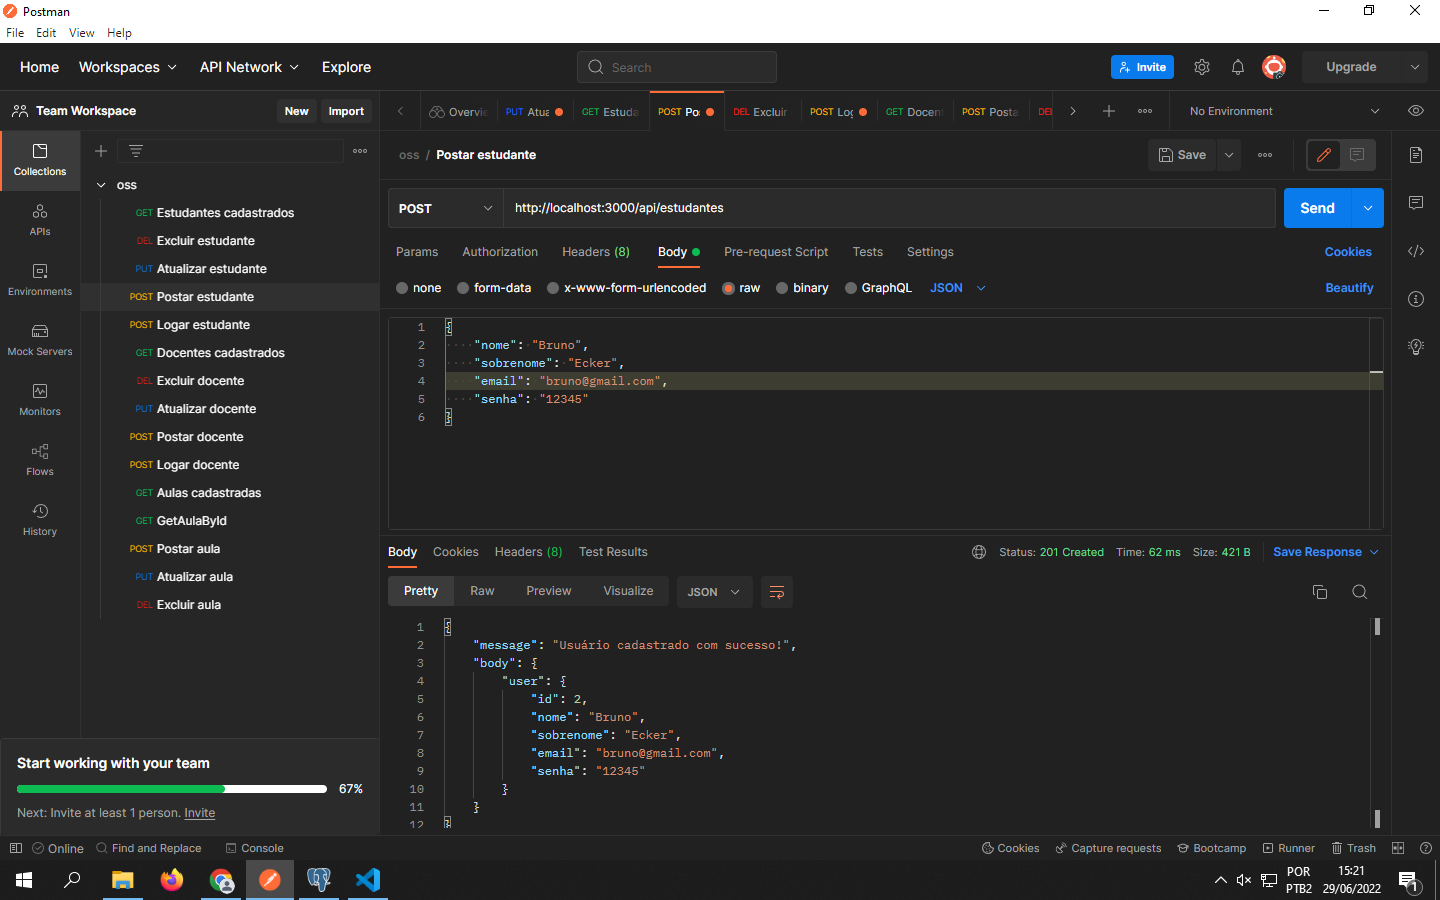 Postman
File Edit View Help
Home Workspaces API Network Explore Search Invite Upgrade
Team Workspace New Import
Overvie PUT Atua GET Estuda POST Po DEL Excluir POST Log GET Docen POST Posta DEL No Environment
Collections
APIs
Environments
Mock Servers
Monitors
Flows
History
oss
GET Estudantes cadastrados
DEL Excluir estudante
PUT Atualizar estudante
POST Postar estudante
POST Logar estudante
GET Docentes cadastrados
DEL Excluir docente
PUT Atualizar docente
POST Postar docente
POST Logar docente
GET Aulas cadastradas
GET GetAulaById
POST Postar aula
PUT Atualizar aula
DEL Excluir aula
Start working with your team
67%
Next: Invite at least 1 person. Invite
oss / Postar estudante Save
POST http://localhost:3000/api/estudantes Send
Params Authorization Headers (8) Body Pre-request Script Tests Settings Cookies
none form-data x-www-form-urlencoded raw binary GraphQL JSON Beautify
1 {
2 "nome": "Bruno",
3 "sobrenome": "Ecker",
4 "email": "bruno@gmail.com",
5 "senha": "12345"
6 }
Body Cookies Headers (8) Test Results Status: 201 Created Time: 62 ms Size: 421 B Save Response
Pretty Raw Preview Visualize JSON
1 {
2 "message": "Usuário cadastrado com sucesso!",
3 "body": {
4 "user": {
5 "id": 2,
6 "nome": "Bruno",
7 "sobrenome": "Ecker",
8 "email": "bruno@gmail.com",
9 "senha": "12345"
10 }
11 }
12 }
Online Find and Replace Console Cookies Capture requests Bootcamp Runner Trash
POR 15:21
PTB2 29/06/2022 1